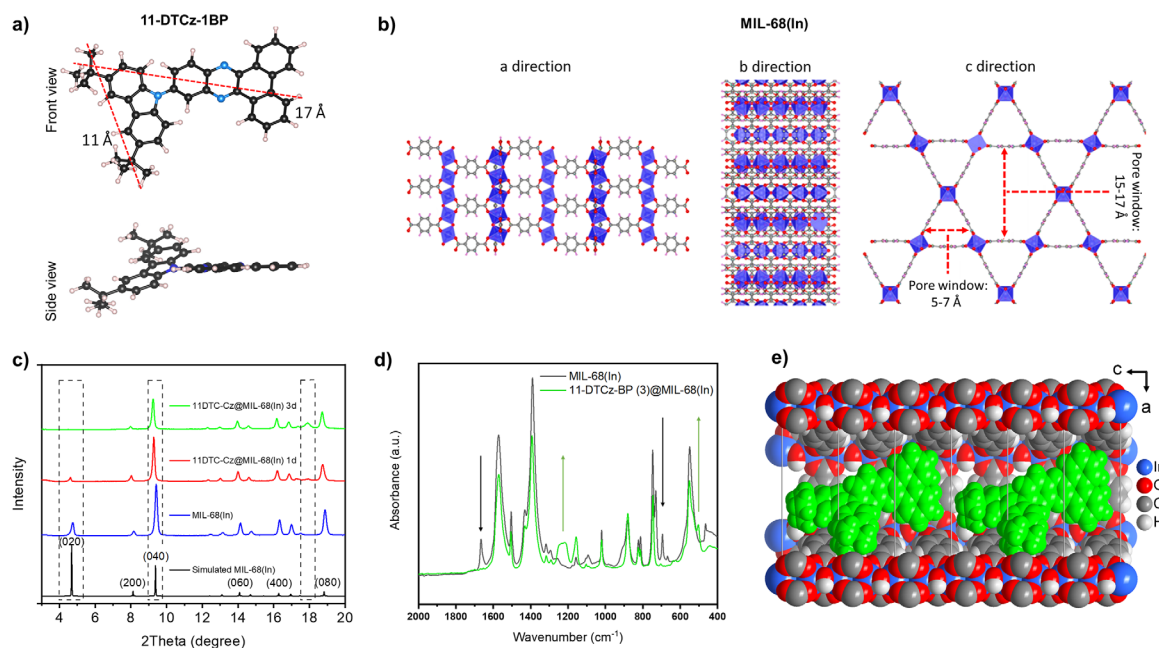 a)
11-DTCz-1BP
Front view
11 Å
17 Å
Side view
b)
MIL-68(In)
a direction
b direction
c direction
Pore window:
15-17 Å
Pore window:
5-7 Å
c)
Intensity
11DTC-Cz@MIL-68(In) 3d
11DTC-Cz@MIL-68(In) 1d
MIL-68(In)
(020)
(040)
Simulated MIL-68(In)
(200)
(060)
(400)
(080)
4 6 8 10 12 14 16 18 20
2Theta (degree)
d)
MIL-68(In)
11-DTCz-BP (3)@MIL-68(In)
Absorbance (a.u.)
2000 1800 1600 1400 1200 1000 800 600 400
Wavenumber (cm⁻¹)
e)
c
a
In
O
C
H